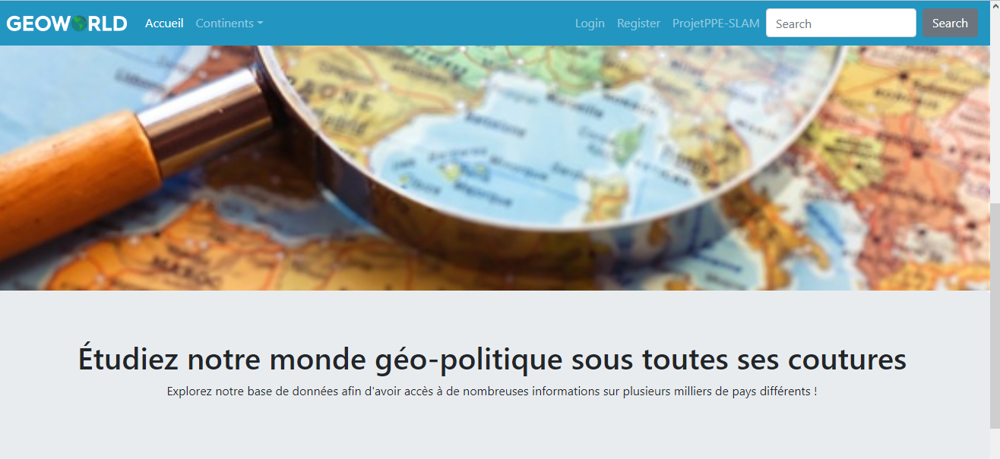 GEOWORLD
Accueil
Continents
Login
Register
ProjetPPE-SLAM
Search
Search
MAROC
Étudiez notre monde géo-politique sous toutes ses coutures
Explorez notre base de données afin d'avoir accès à de nombreuses informations sur plusieurs milliers de pays différents !